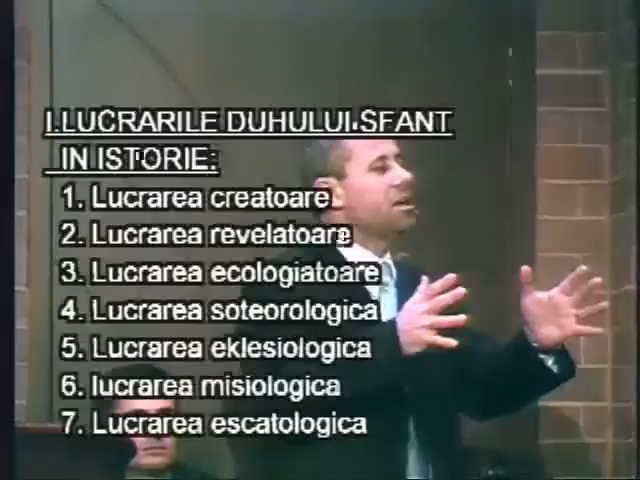 I.LUCRARILE DUHULUI SFANT
IN ISTORIE:
1. Lucrarea creatoare
2. Lucrarea revelatoare
3. Lucrarea ecologiatoare
4. Lucrarea soteorologica
5. Lucrarea eklesiologica
6. lucrarea misiologica
7. Lucrarea escatologica